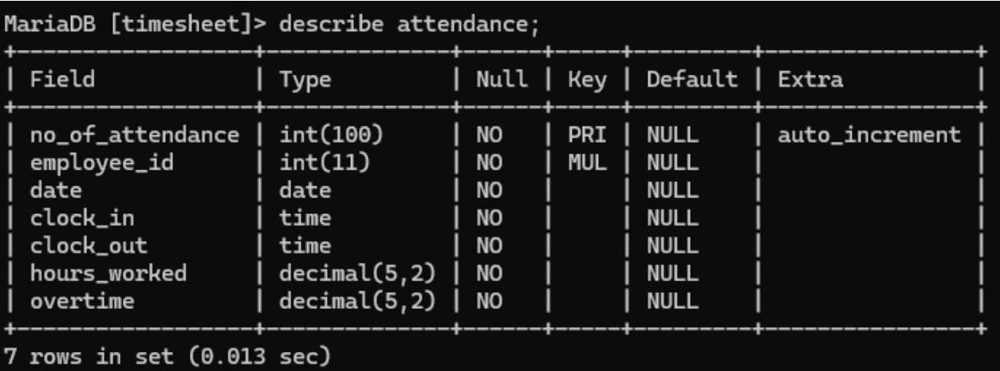 MariaDB [timesheet]> describe attendance;
+------------------+--------------+------+-----+---------+----------------+
| Field            | Type         | Null | Key | Default | Extra          |
+------------------+--------------+------+-----+---------+----------------+
| no_of_attendance | int(100)     | NO   | PRI | NULL    | auto_increment |
| employee_id      | int(11)      | NO   | MUL | NULL    |                |
| date             | date         | NO   |     | NULL    |                |
| clock_in         | time         | NO   |     | NULL    |                |
| clock_out        | time         | NO   |     | NULL    |                |
| hours_worked     | decimal(5,2) | NO   |     | NULL    |                |
| overtime         | decimal(5,2) | NO   |     | NULL    |                |
+------------------+--------------+------+-----+---------+----------------+
7 rows in set (0.013 sec)